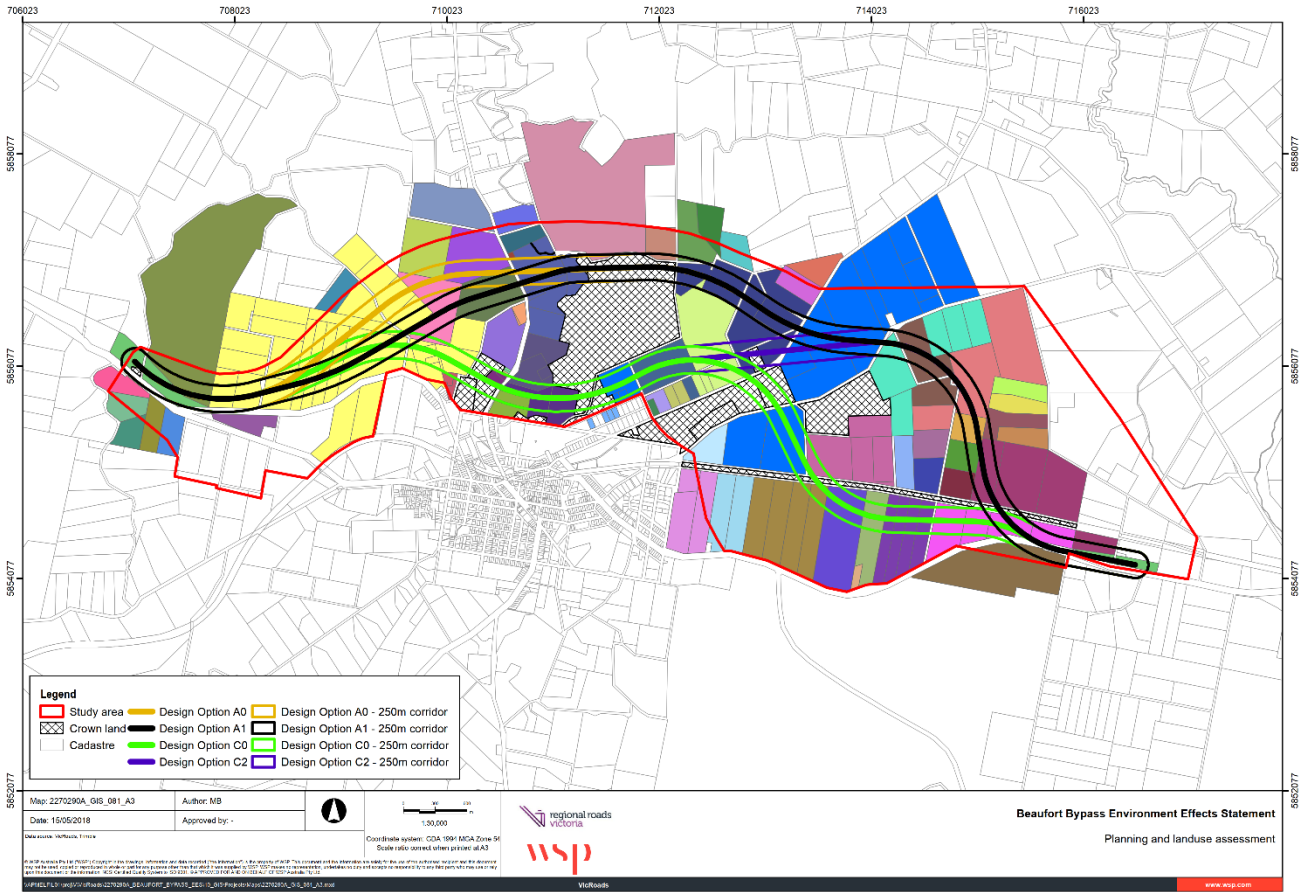 706023 708023 710023 712023 714023 716023
5858077 5858077
5856077 5856077
5854077 5854077
5852077 5852077
Legend
Study area Design Option A0 Design Option A0 - 250m corridor
Crown land Design Option A1 Design Option A1 - 250m corridor
Cadastre Design Option C0 Design Option C0 - 250m corridor
Design Option C2 Design Option C2 - 250m corridor
Map: 2270290A_GIS_081_A3 Author: MB
Date: 15/05/2018 Approved by: -
1:30,000
Coordinate system: GDA 1994 MGA Zone 54
Scale ratio correct when printed at A3
regional roads
victoria
wsp
Beaufort Bypass Environment Effects Statement
Planning and landuse assessment
VicRoads
www.wsp.com